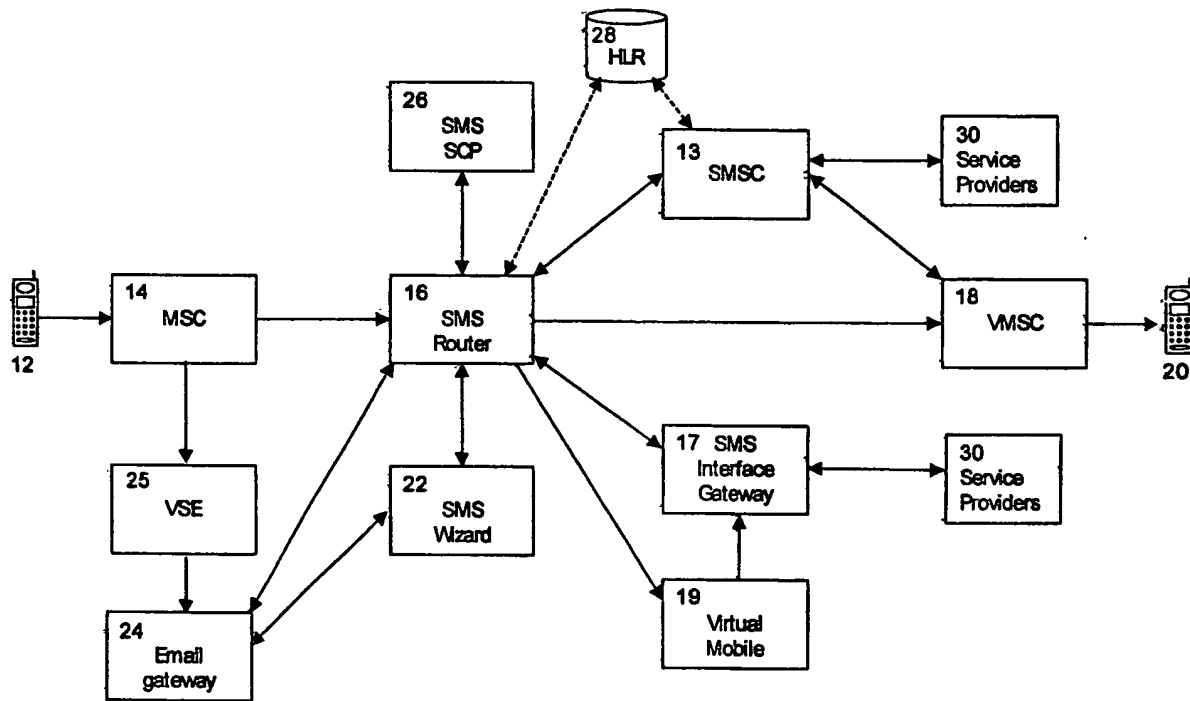 28
HLR
26
SMS
SCP
13
SMSC
30
Service
Providers
14
MSC
16
SMS
Router
18
VMSC
12
20
25
VSE
22
SMS
Wizard
17 SMS
Interface
Gateway
30
Service
Providers
24
Email
gateway
19
Virtual
Mobile